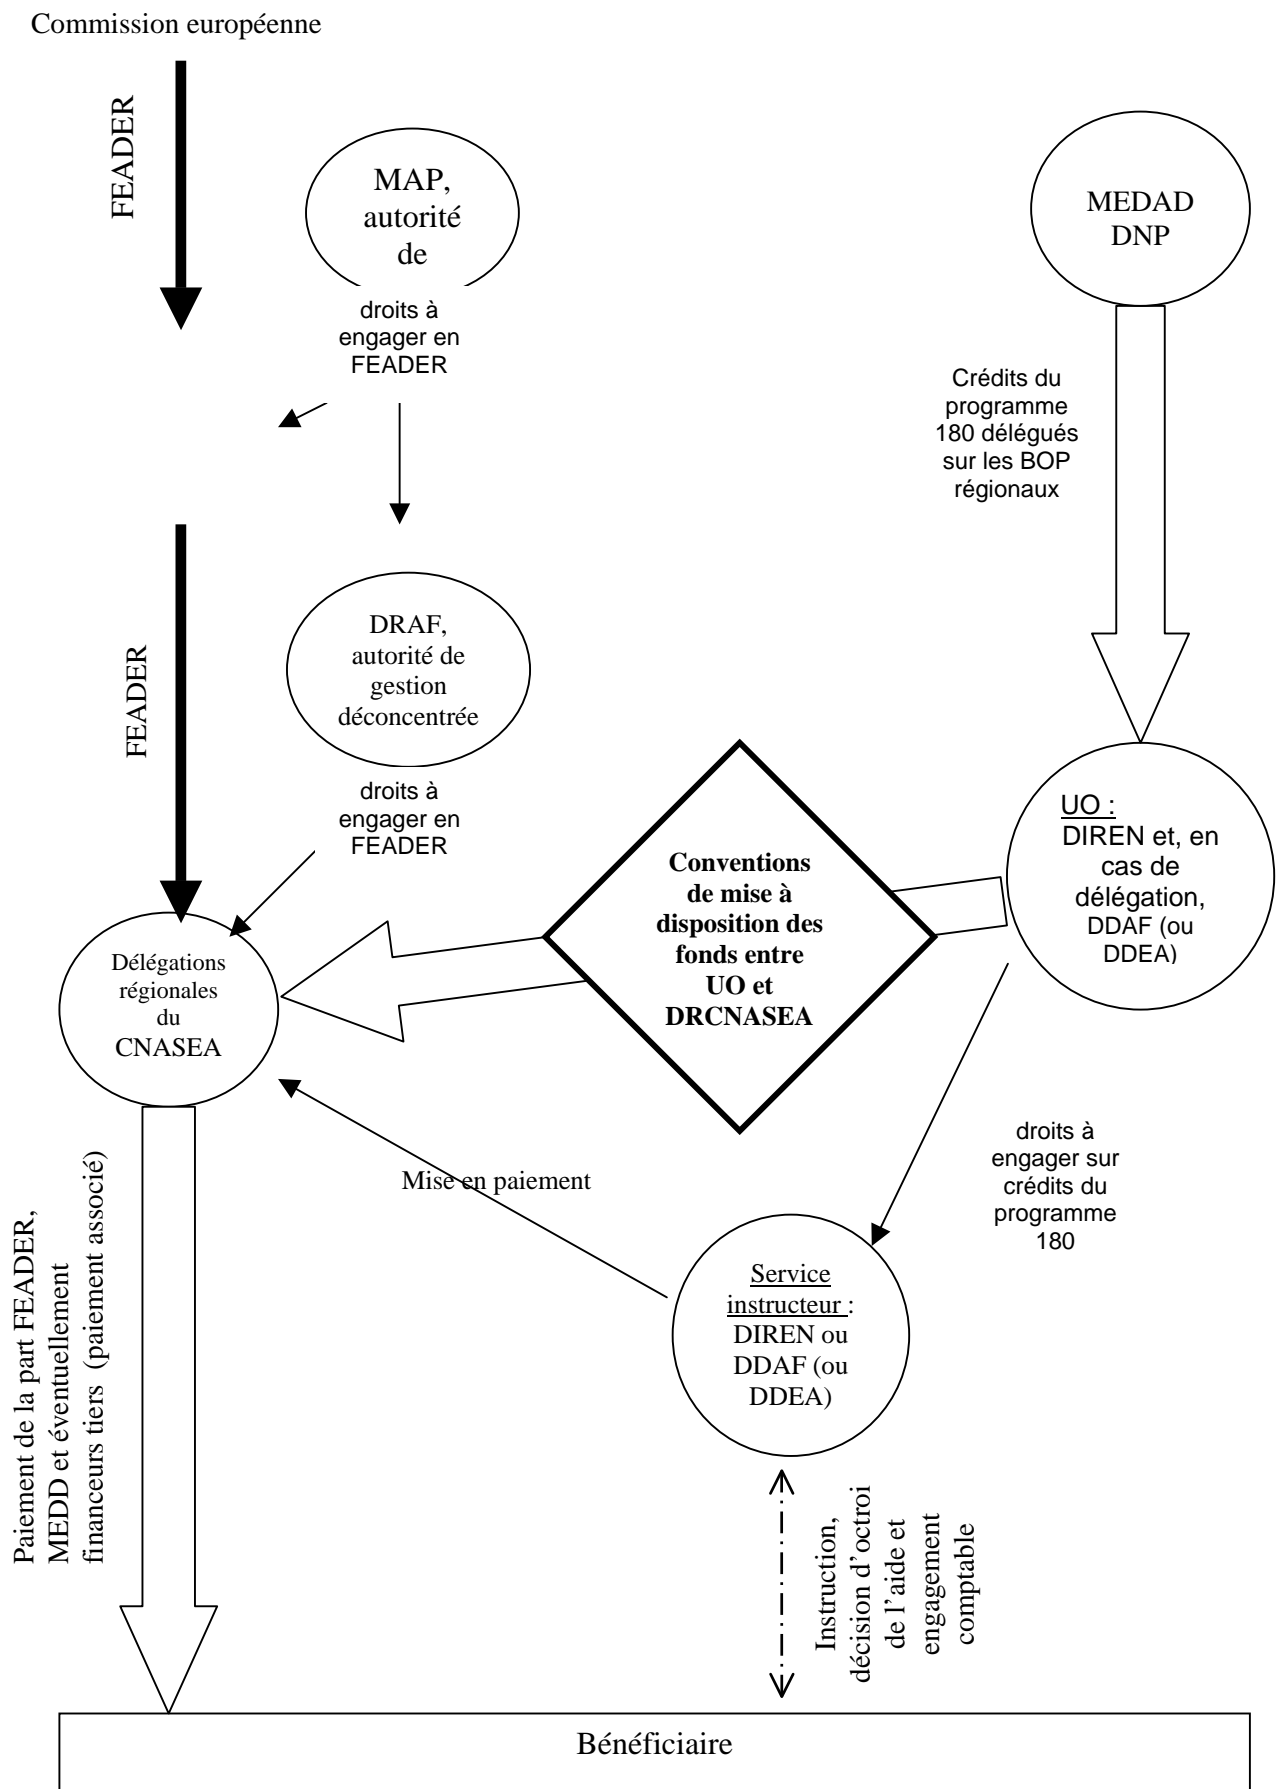 Commission européenne
FEADER
MAP,
autorité
de
droits à
engager en
FEADER
MEDAD
DNP
Crédits du
programme
180 délégués
sur les BOP
régionaux
FEADER
DRAF,
autorité de
gestion
déconcentrée
droits à
engager en
FEADER
Conventions
de mise à
disposition des
fonds entre
UO et
DRCNASEA
UO :
DIREN et, en
cas de
délégation,
DDAF (ou
DDEA)
Délégations
régionales
du
CNASEA
droits à
engager sur
crédits du
programme
180
Mise en paiement
Service
instructeur :
DIREN ou
DDAF (ou
DDEA)
Paiement de la part FEADER,
MEDD et éventuellement
financeurs tiers (paiement associé)
Instruction,
décision d’octroi
de l’aide et
engagement
comptable
Bénéficiaire